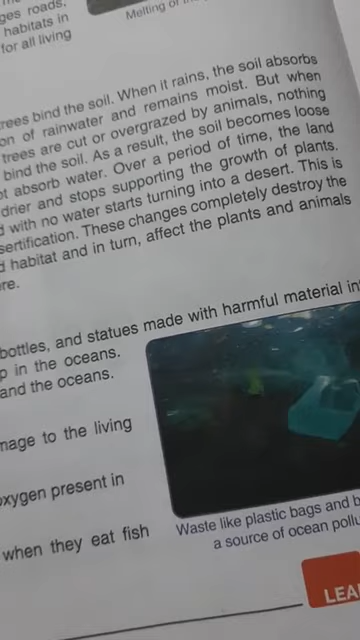 ges roads,
habitats in
for all living
Melting of
trees bind the soil. When it rains, the soil absorbs
on of rainwater and remains moist. But when
trees are cut or overgrazed by animals, nothing
bind the soil. As a result, the soil becomes loose
ot absorb water. Over a period of time, the land
drier and stops supporting the growth of plants.
d with no water starts turning into a desert. This is
sertification. These changes completely destroy the
d habitat and in turn, affect the plants and animals
re.
bottles, and statues made with harmful material in
p in the oceans.
and the oceans.
mage to the living
oxygen present in
when they eat fish
Waste like plastic bags and b
a source of ocean pollu
LEA